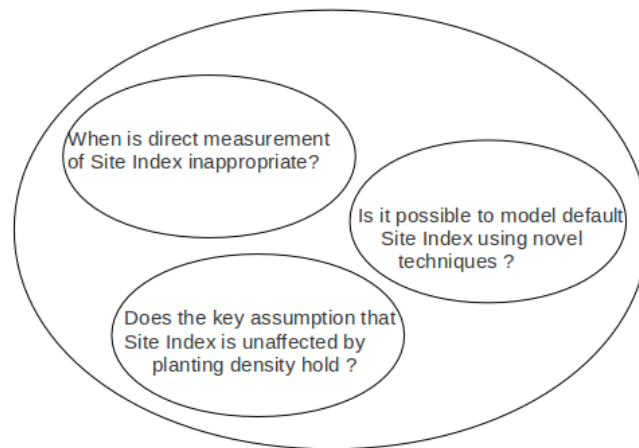 When is direct measurement
of Site Index inappropriate?
Is it possible to model default
Site Index using novel
techniques ?
Does the key assumption that
Site Index is unaffected by
planting density hold ?